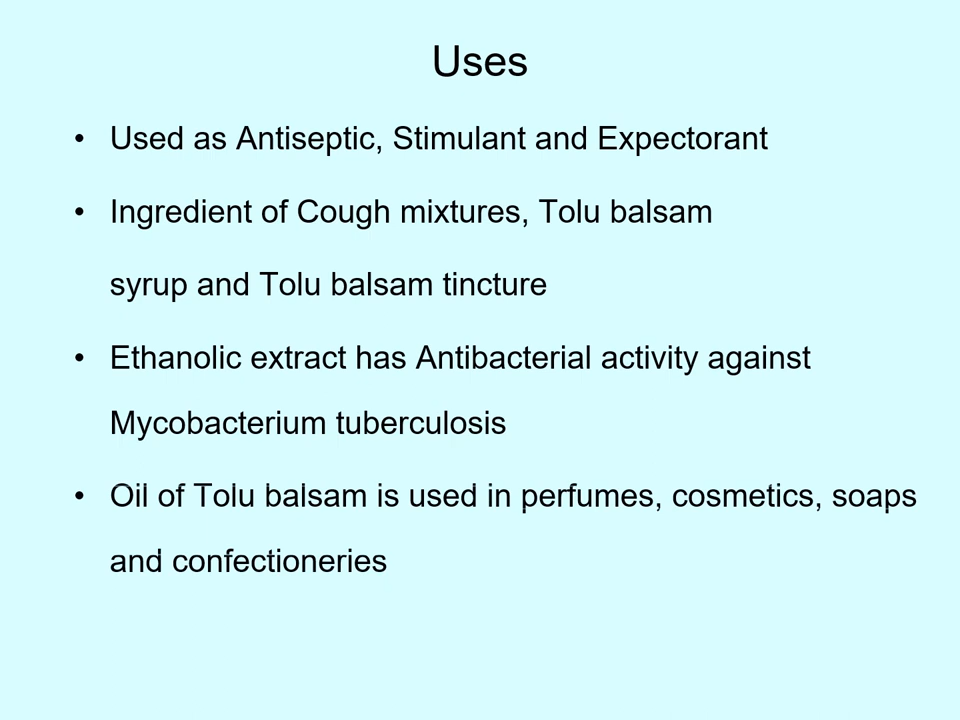 Uses
• Used as Antiseptic, Stimulant and Expectorant
• Ingredient of Cough mixtures, Tolu balsam
syrup and Tolu balsam tincture
• Ethanolic extract has Antibacterial activity against
Mycobacterium tuberculosis
• Oil of Tolu balsam is used in perfumes, cosmetics, soaps
and confectioneries